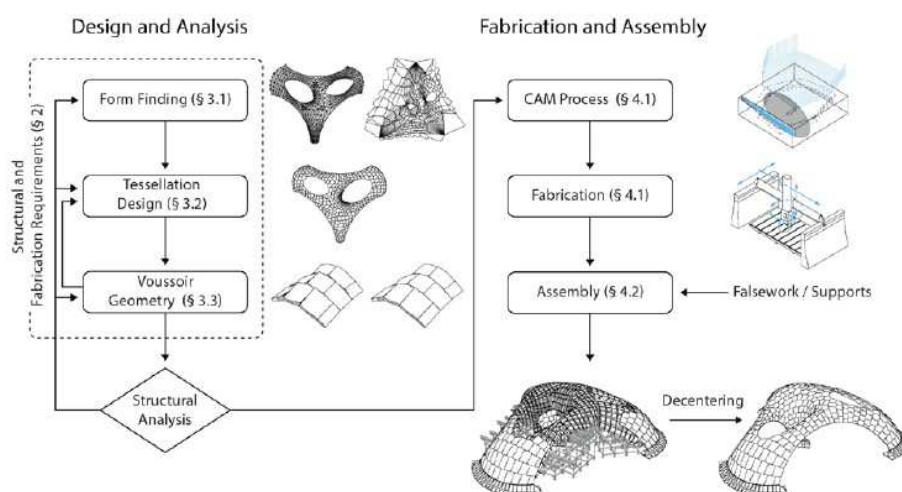 Design and Analysis
Fabrication and Assembly
Structural and
Fabrication Requirements (§ 2)
Form Finding (§ 3.1)
Tessellation
Design (§ 3.2)
Voussoir
Geometry (§ 3.3)
Structural
Analysis
CAM Process (§ 4.1)
Fabrication (§ 4.1)
Assembly (§ 4.2)
Falsework / Supports
Decentering